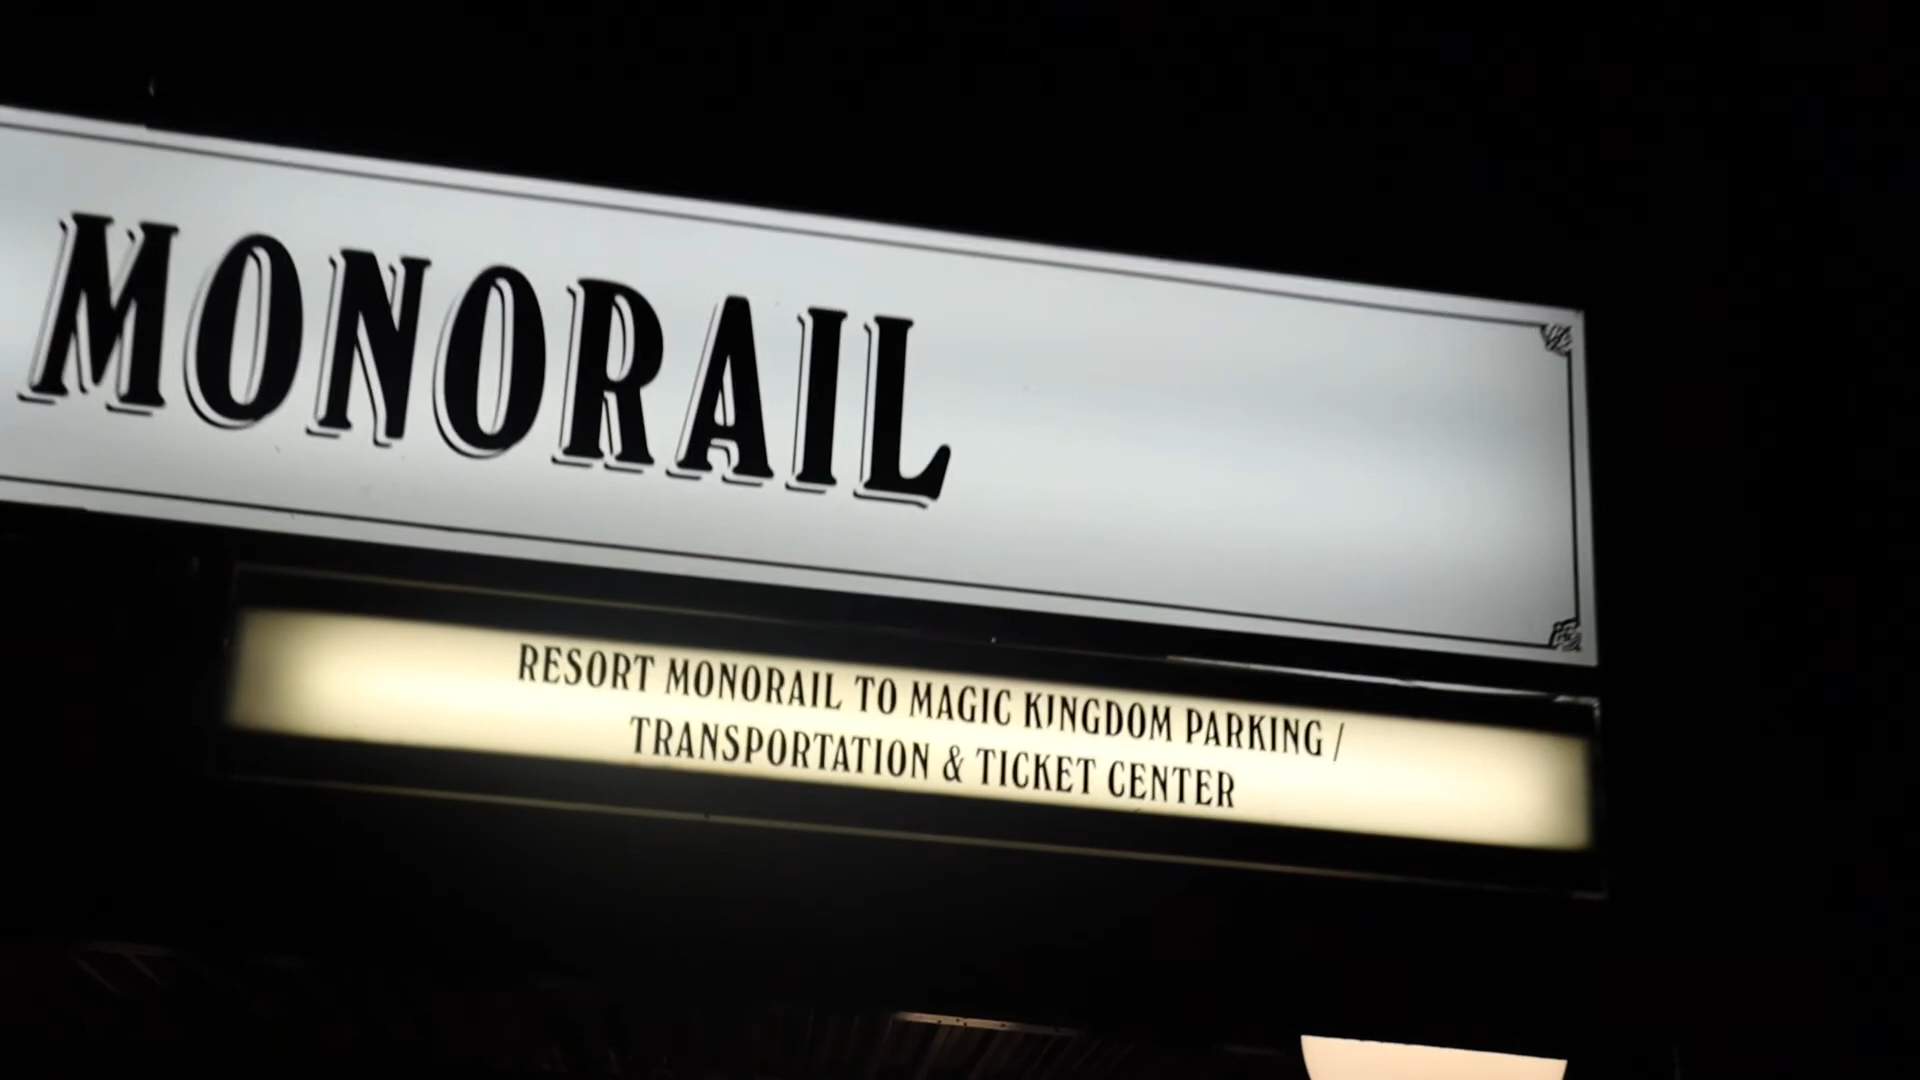 MONORAIL
RESORT MONORAIL TO MAGIC KINGDOM PARKING /
TRANSPORTATION & TICKET CENTER